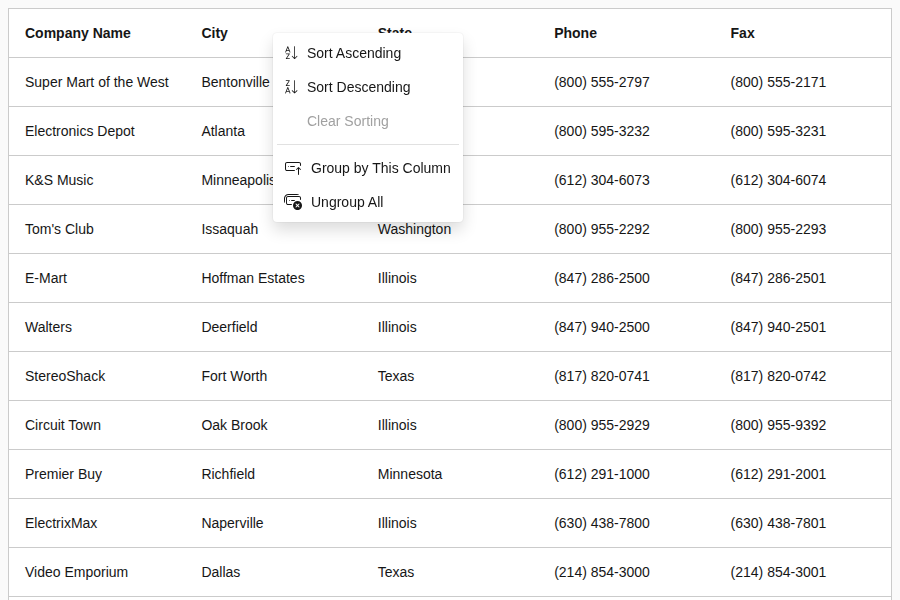 Company Name City State Phone Fax
Sort Ascending
Super Mart of the West Bentonville (800) 555-2797 (800) 555-2171
Sort Descending
Clear Sorting
Electronics Depot Atlanta (800) 595-3232 (800) 595-3231
Group by This Column
K&S Music Minneapolis (612) 304-6073 (612) 304-6074
Ungroup All
Tom's Club Issaquah Washington (800) 955-2292 (800) 955-2293
E-Mart Hoffman Estates Illinois (847) 286-2500 (847) 286-2501
Walters Deerfield Illinois (847) 940-2500 (847) 940-2501
StereoShack Fort Worth Texas (817) 820-0741 (817) 820-0742
Circuit Town Oak Brook Illinois (800) 955-2929 (800) 955-9392
Premier Buy Richfield Minnesota (612) 291-1000 (612) 291-2001
ElectrixMax Naperville Illinois (630) 438-7800 (630) 438-7801
Video Emporium Dallas Texas (214) 854-3000 (214) 854-3001